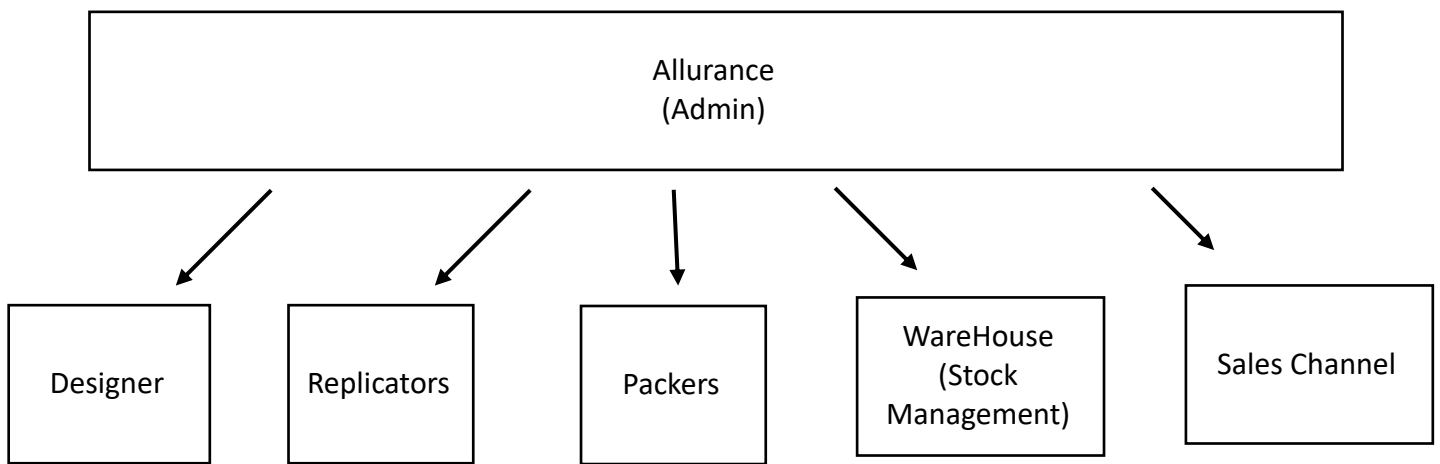 Allurance
(Admin)
Designer
Replicators
Packers
WareHouse
(Stock
Management)
Sales Channel